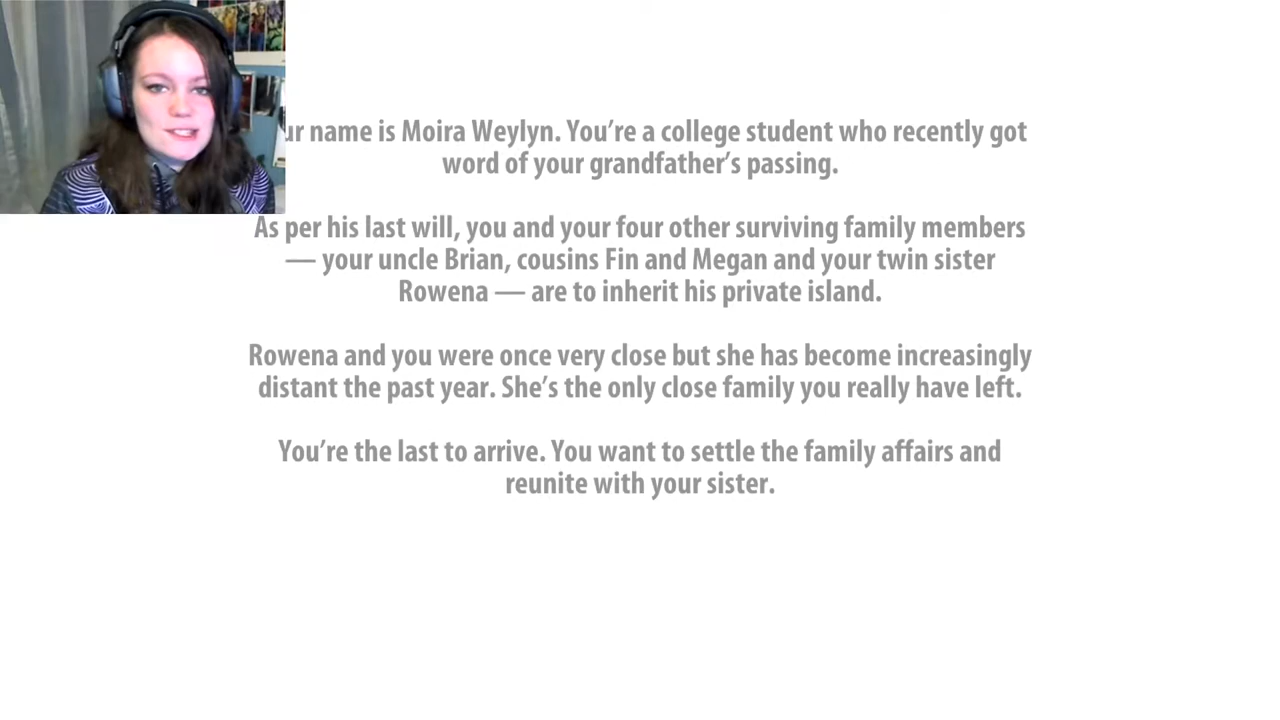 ur name is Moira Weylyn. You're a college student who recently got
word of your grandfather's passing.
As per his last will, you and your four other surviving family members
— your uncle Brian, cousins Fin and Megan and your twin sister
Rowena — are to inherit his private island.
Rowena and you were once very close but she has become increasingly
distant the past year. She's the only close family you really have left.
You're the last to arrive. You want to settle the family affairs and
reunite with your sister.